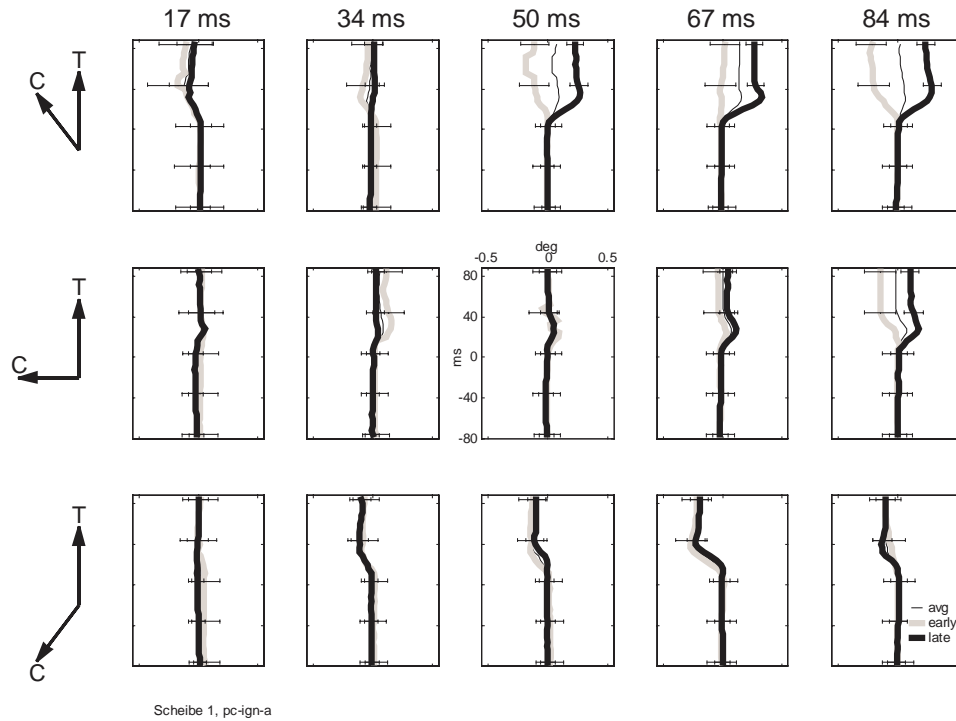 17 ms 34 ms 50 ms 67 ms 84 ms
T
C
deg
-0.5 0 0.5
T
80
40
C
0
ms
-40
-80
T
C
avg
early
late
Scheibe 1, pc-ign-a